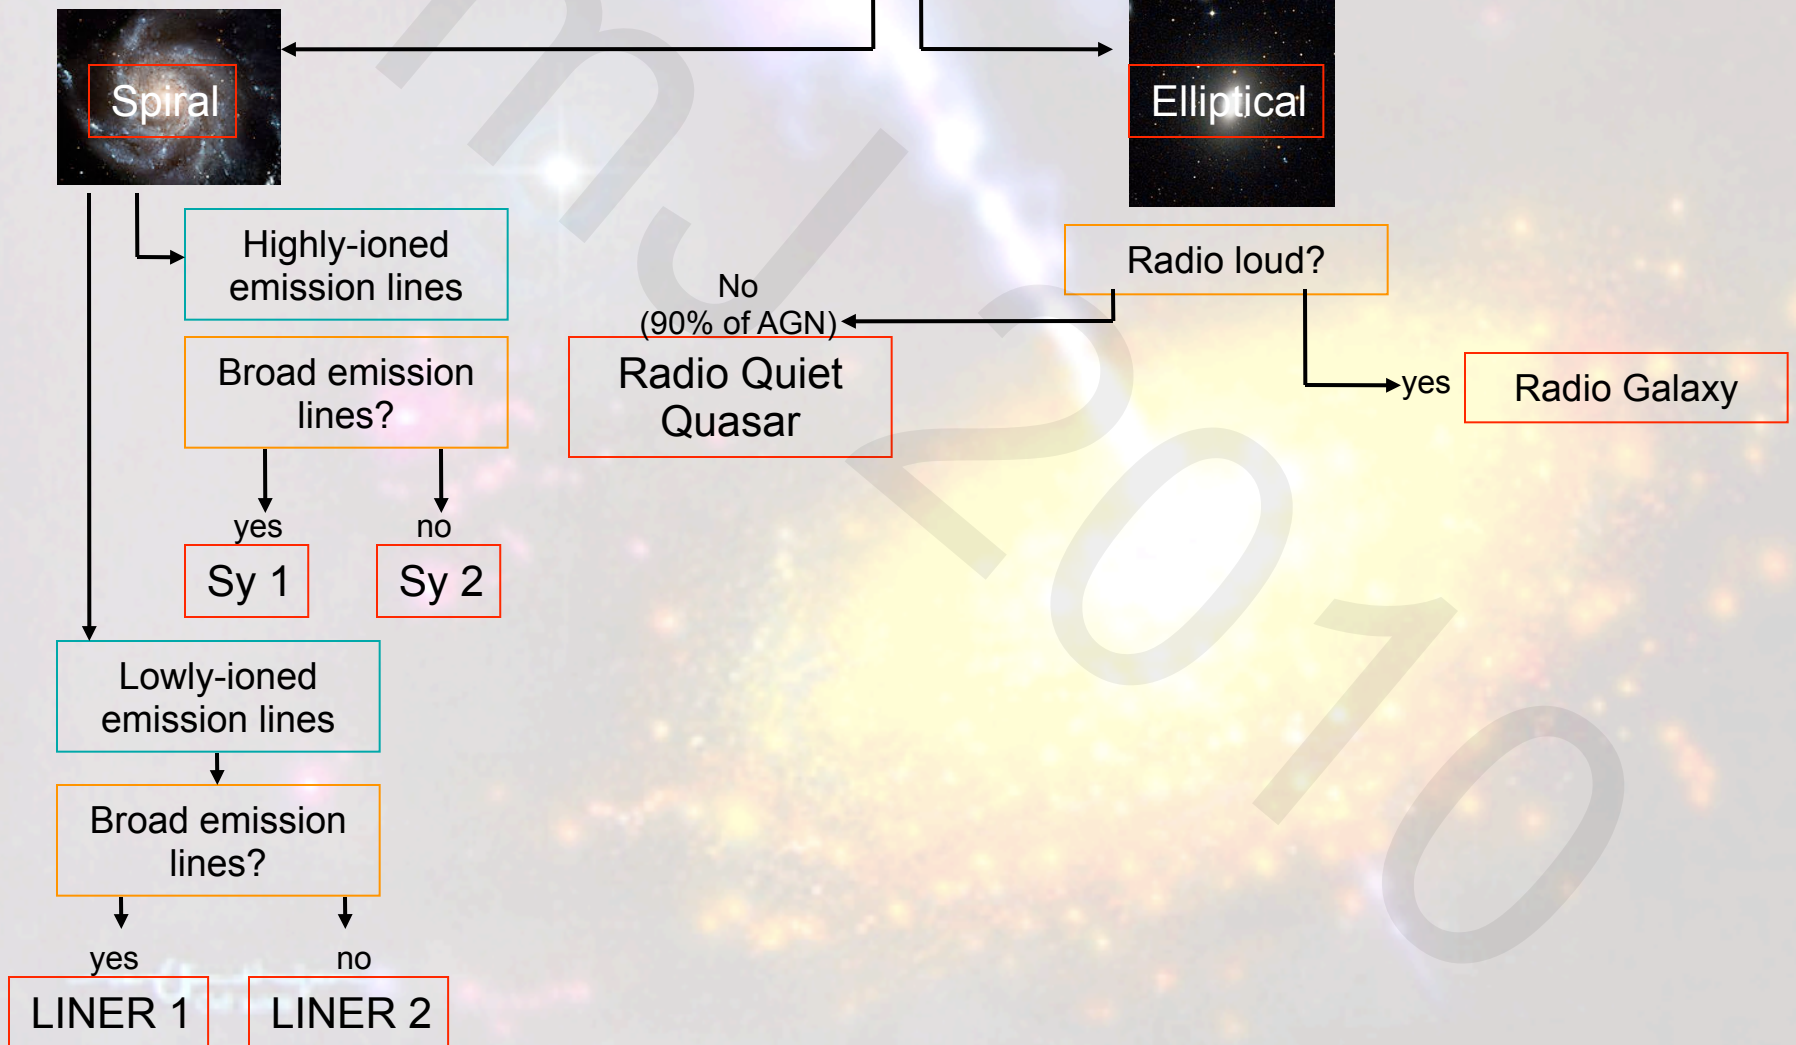 Spiral
Elliptical
Highly-ioned
emission lines
Radio loud?
No
(90% of AGN)
Broad emission
lines?
Radio Quiet
Quasar
yes
Radio Galaxy
yes
no
Sy 1
Sy 2
Lowly-ioned
emission lines
Broad emission
lines?
yes
no
LINER 1
LINER 2
mJ 2010